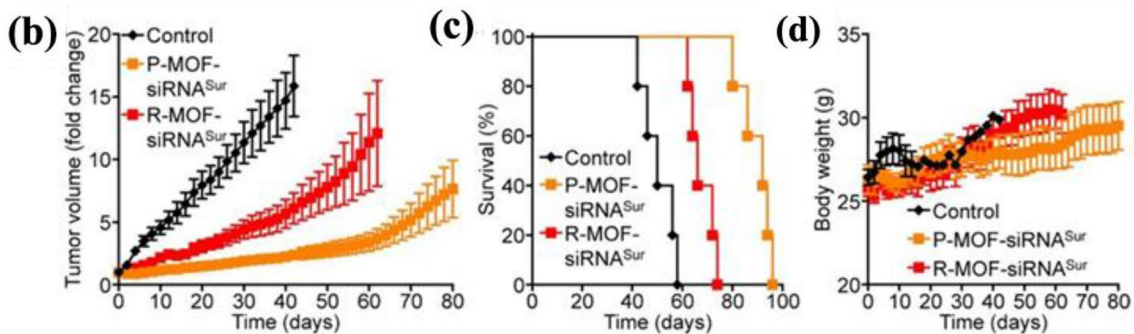 (b)
Tumor volume (fold change)
20
15
10
5
0
Control
P-MOF-
siRNASur
R-MOF-
siRNASur
0 10 20 30 40 50 60 70 80
Time (days)
(c)
Survival (%)
100
80
60
40
20
0
Control
P-MOF-
siRNASur
R-MOF-
siRNASur
0 20 40 60 80 100
Time (days)
(d)
Body weight (g)
35
30
25
20
Control
P-MOF-siRNASur
R-MOF-siRNASur
0 10 20 30 40 50 60 70 80
Time (days)